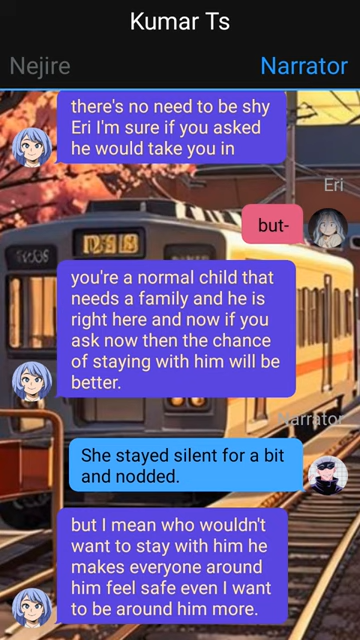 Kumar Ts
Nejire
Narrator
there's no need to be shy
Eri I'm sure if you asked
he would take you in
Eri
but-
you're a normal child that
needs a family and he is
right here and now if you
ask now then the chance
of staying with him will be
better.
Narrator
She stayed silent for a bit
and nodded.
but I mean who wouldn't
want to stay with him he
makes everyone around
him feel safe even I want
to be around him more.